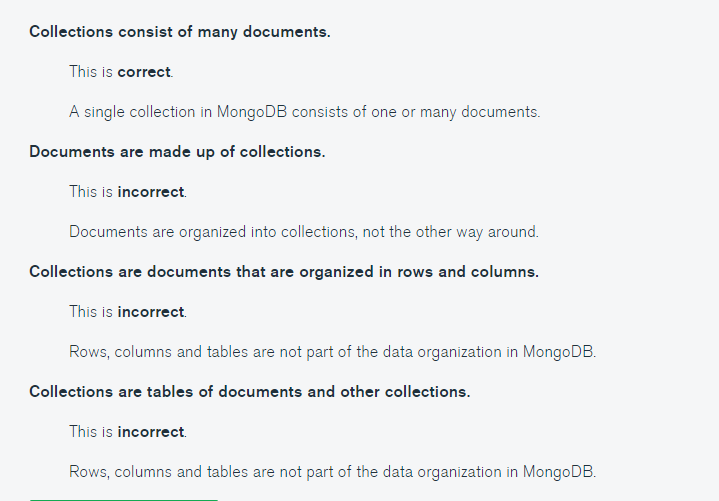 Collections consist of many documents.
This is correct.
A single collection in MongoDB consists of one or many documents.
Documents are made up of collections.
This is incorrect.
Documents are organized into collections, not the other way around.
Collections are documents that are organized in rows and columns.
This is incorrect.
Rows, columns and tables are not part of the data organization in MongoDB.
Collections are tables of documents and other collections.
This is incorrect.
Rows, columns and tables are not part of the data organization in MongoDB.